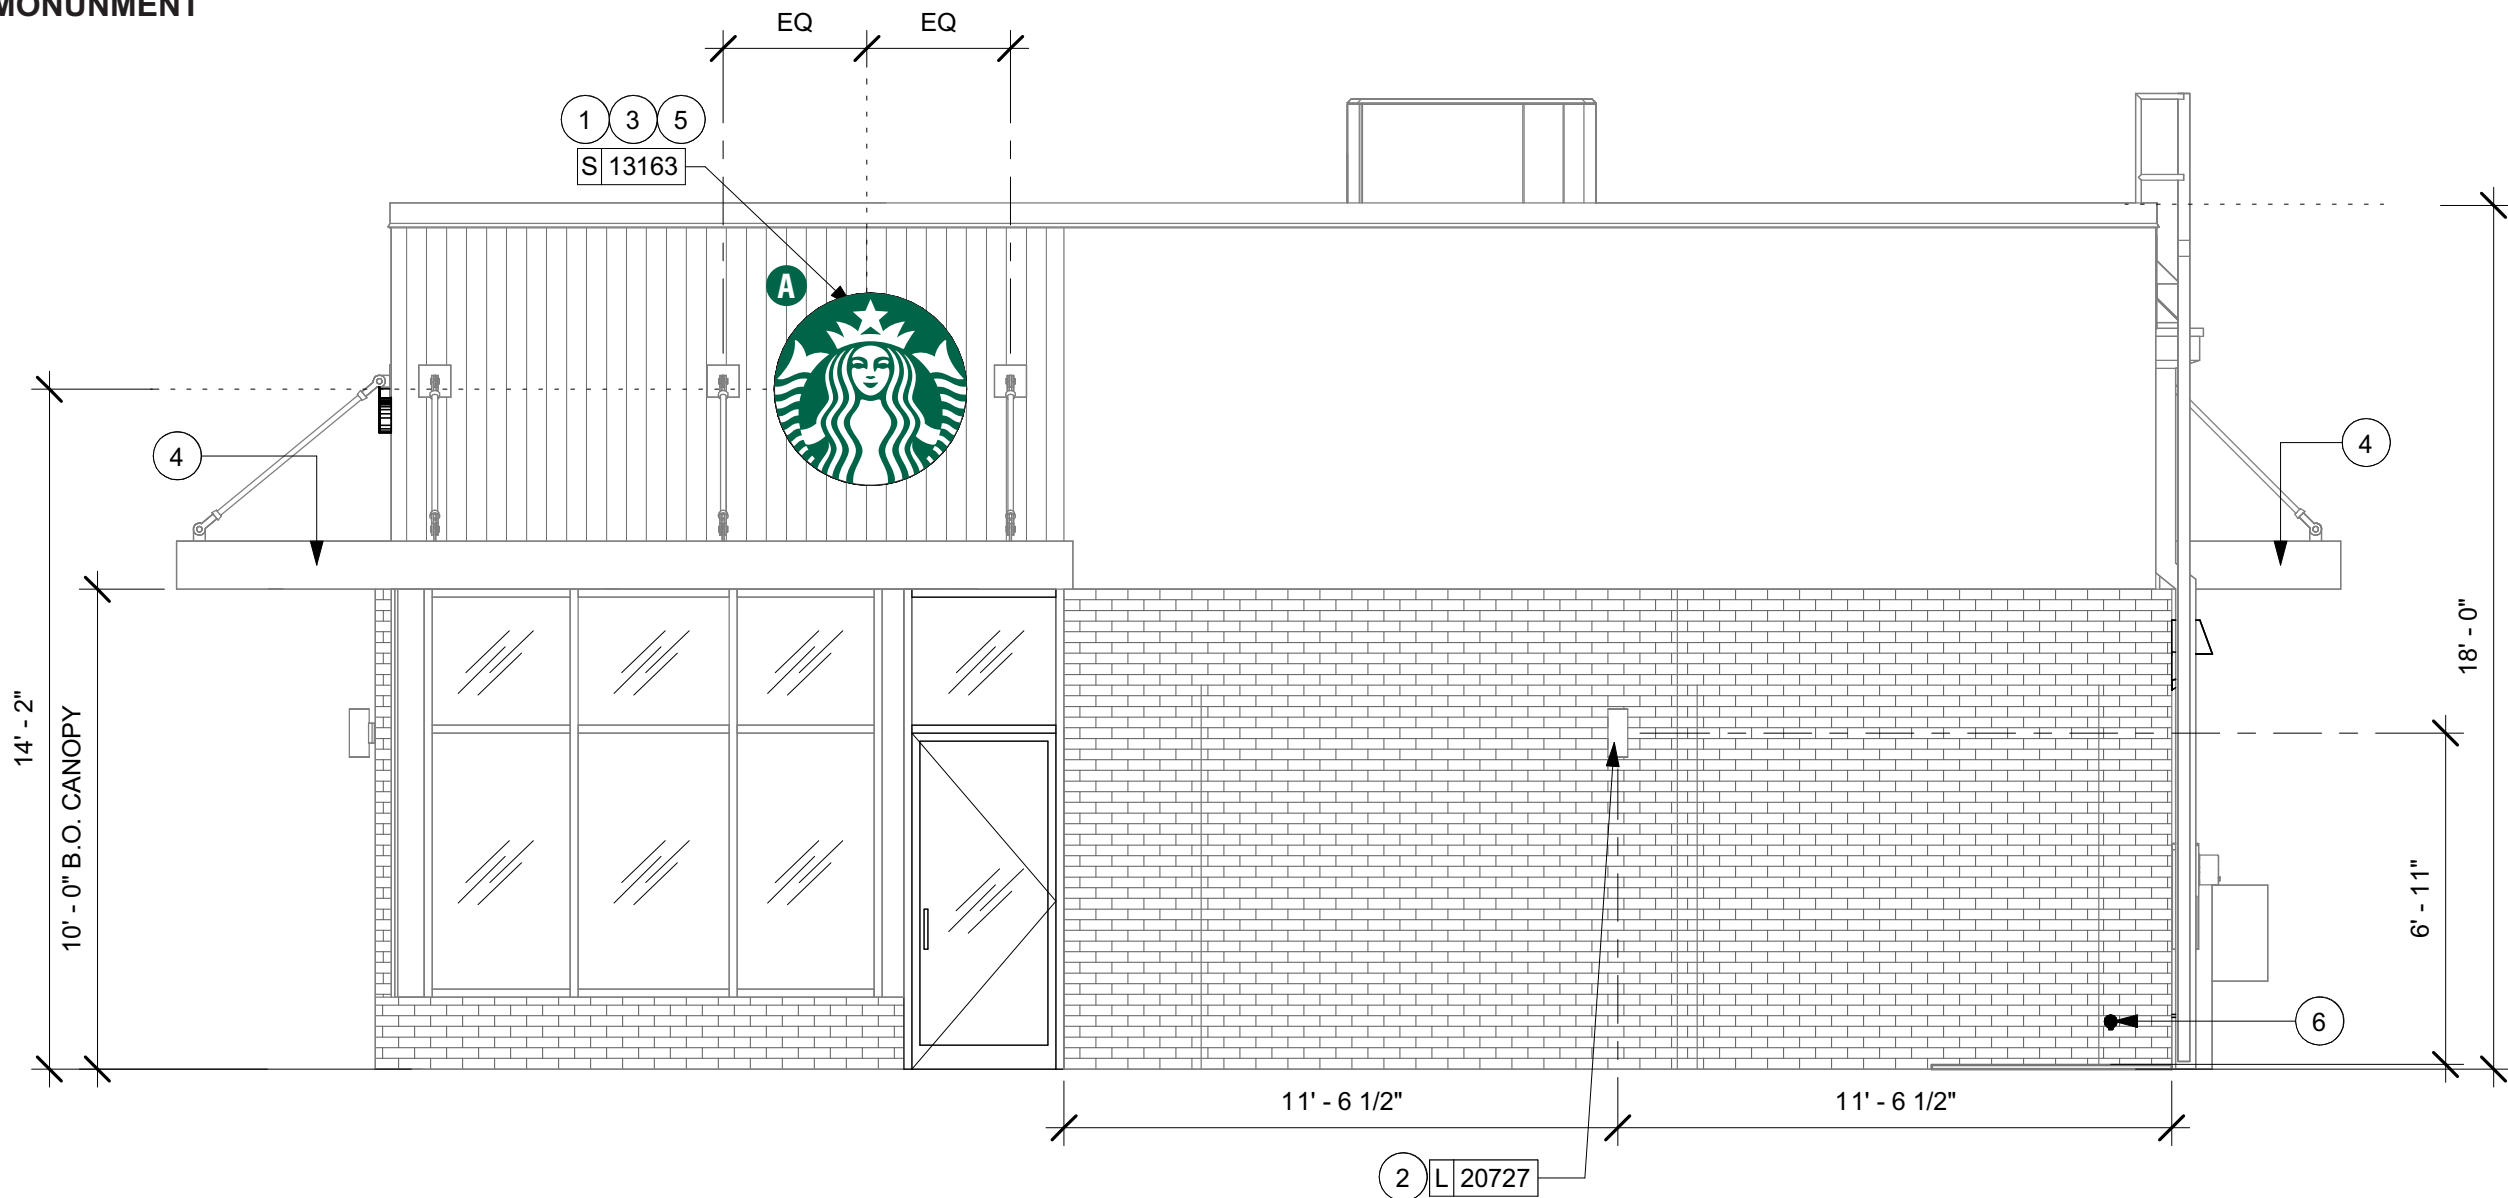 MONUNMENT
EQ EQ
1 3 5
S 13163
A
4
4
14' - 2"
10' - 0" B.O. CANOPY
18' - 0"
6' - 11"
6
11' - 6 1/2" 11' - 6 1/2"
2 L 20727